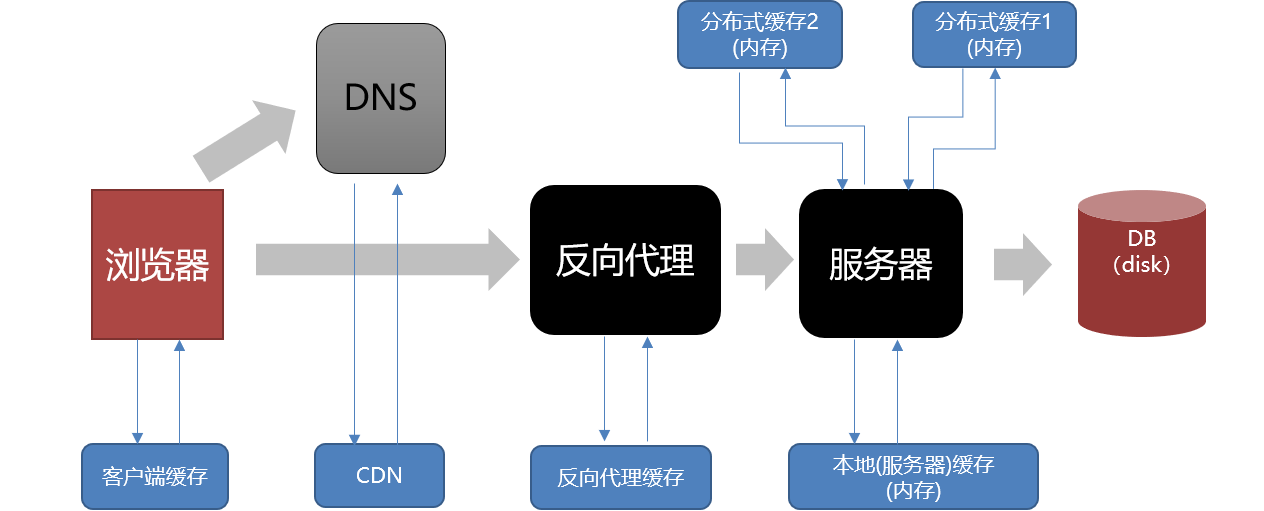 分布式缓存2
(内存)
分布式缓存1
(内存)
DNS
浏览器
反向代理
服务器
DB
（disk）
客户端缓存
CDN
反向代理缓存
本地(服务器)缓存
(内存)